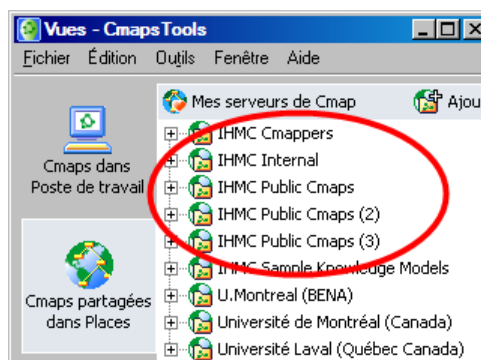 Vues - CmapsTools
Fichier Édition Outils Fenêtre Aide
Mes serveurs de Cmap Ajou
IHMC Cmappers
IHMC Internal
Cmaps dans
Poste de travail
IHMC Public Cmaps
IHMC Public Cmaps (2)
IHMC Public Cmaps (3)
IHMC Sample Knowledge Models
Cmaps partagées
dans Places
U.Montreal (BENA)
Université de Montréal (Canada)
Université Laval (Québec Canada)